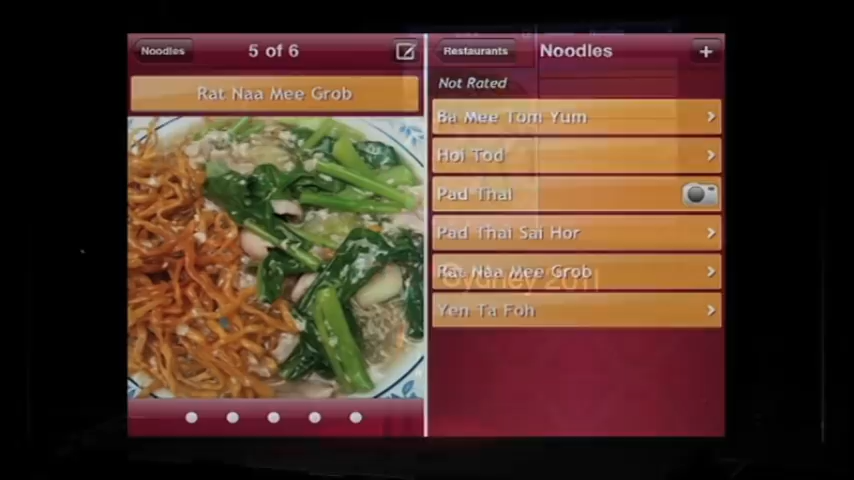 Noodles
5 of 6
Rat Naa Mee Grob
Restaurants
Noodles
+
Not Rated
Ba Mee Tom Yum
Hoi Tod
Pad Thai
Pad Thai Sai Hor
Rat Naa Mee Grob
Sydney 2011
Yen Ta Foh